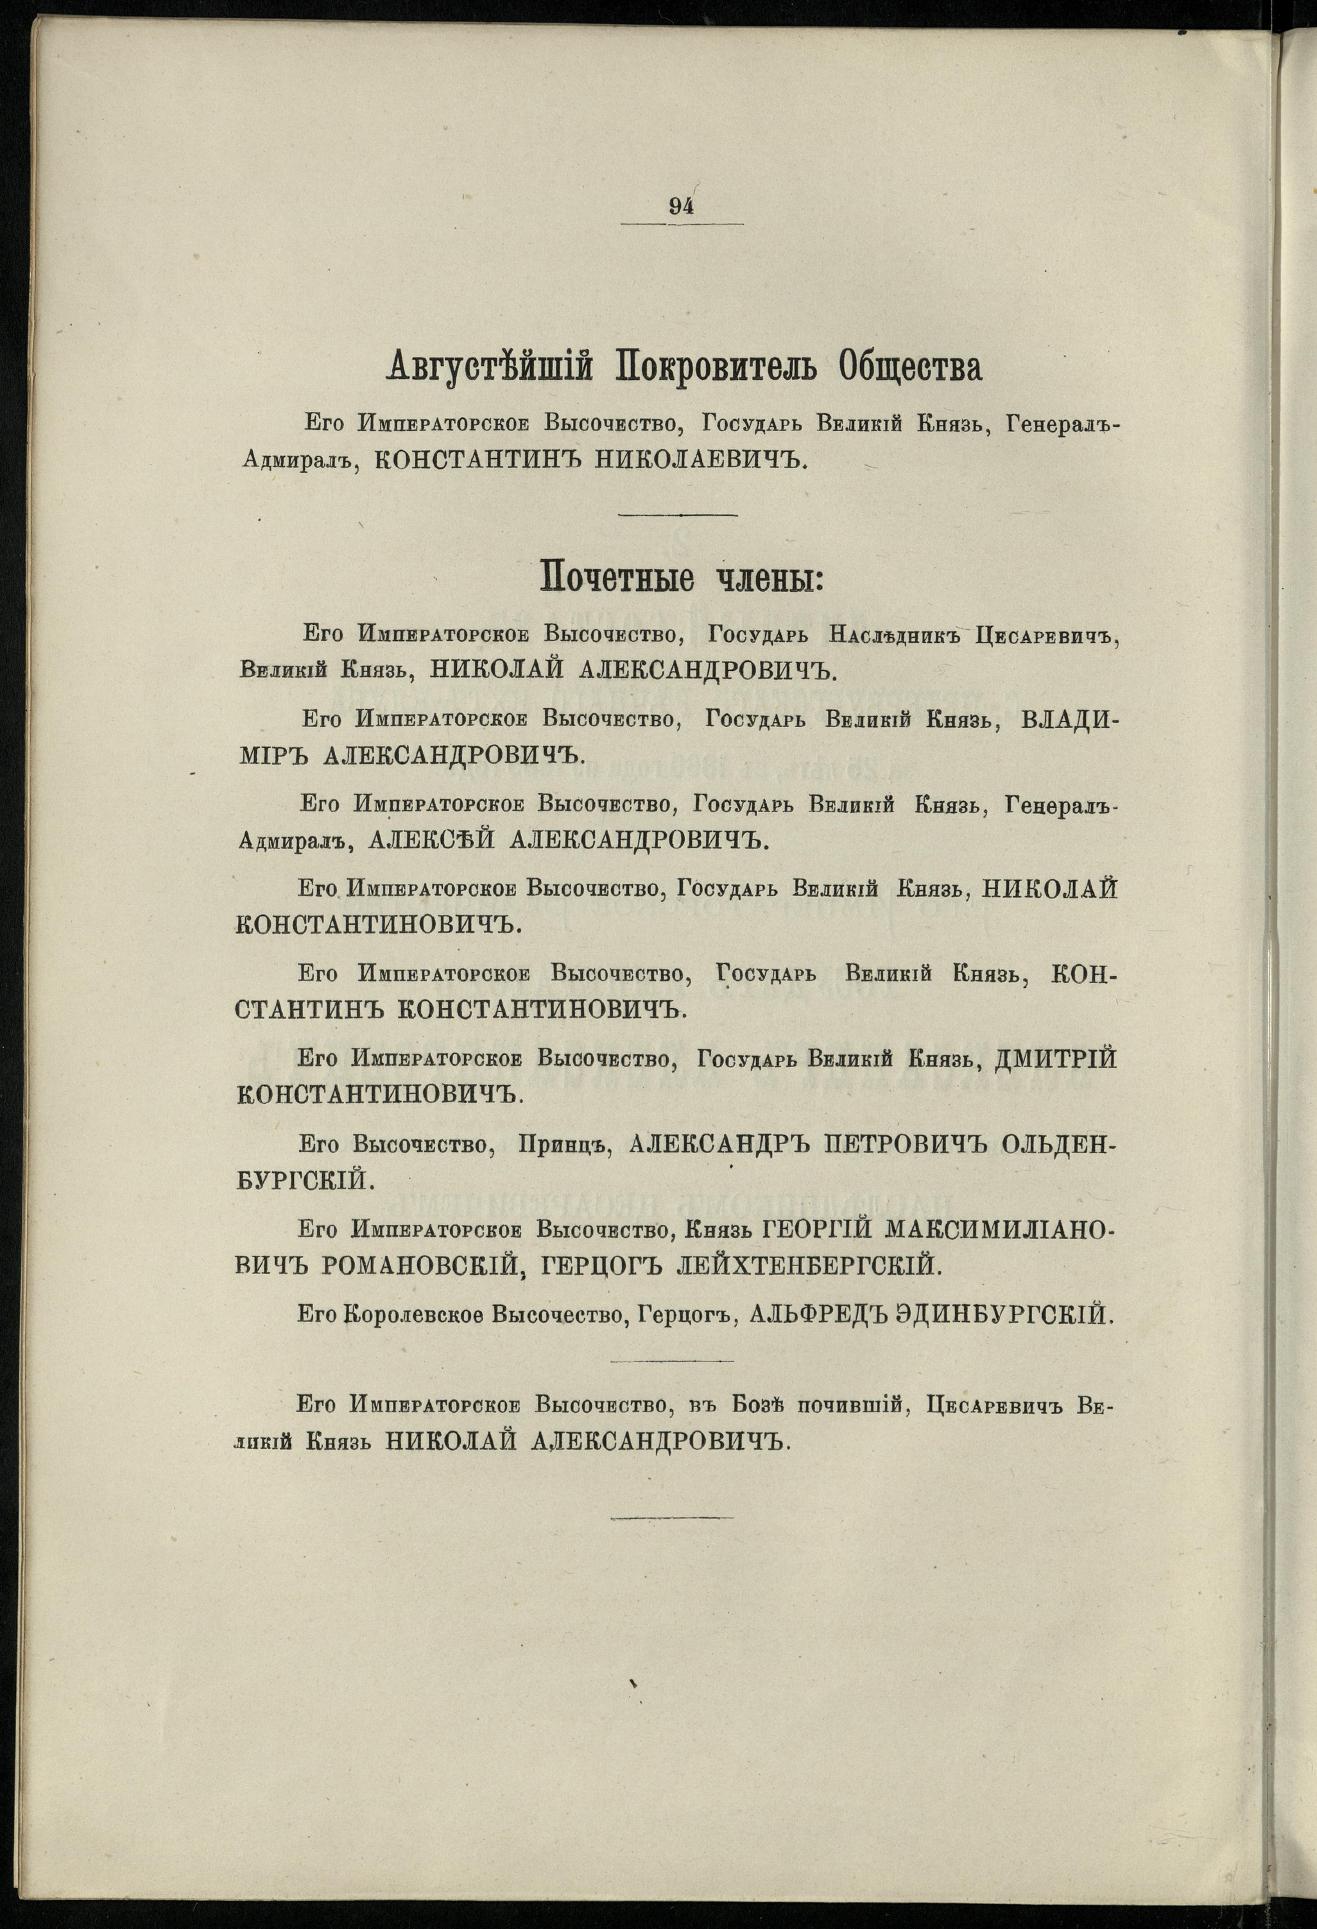 94
Августѣйшій Покровитель Общества
Его Императорское Высочество, Государь Великій Князь, Генералъ-
Адмиралъ, КОНСТАНТИНЪ НИКОЛАЕВИЧЪ.
Почетные члены:
Его Императорское Высочество, Государь Наслѣдникъ Цесаревичъ,
Великій Князь, НИКОЛАЙ АЛЕКСАНДРОВИЧЪ.
Его Императорское Высочество, Государь Великій Князь, ВЛАДИ-
МІРЪ АЛЕКСАНДРОВИЧЪ.
Его Императорское Высочество, Государь Великій Князь, Генералъ-
Адмиралъ, АЛЕКСѢЙ АЛЕКСАНДРОВИЧЪ.
Его Императорское Высочество, Государь Великій Князь, НИКОЛАЙ
КОНСТАНТИНОВИЧЪ.
Его Императорское Высочество, Государь Великій Князь, КОН-
СТАНТИНЪ КОНСТАНТИНОВИЧЪ.
Его Императорское Высочество, Государь Великій Князь, ДМИТРІЙ
КОНСТАНТИНОВИЧЪ.
Его Высочество, Принцъ, АЛЕКСАНДРЪ ПЕТРОВИЧЪ ОЛЬДЕН-
БУРГСКІЙ.
Его Императорское Высочество, Князь ГЕОРГІЙ МАКСИМИЛІАНО-
ВИЧЪ РОМАНОВСКІЙ, ГЕРЦОГЪ ЛЕЙХТЕНБЕРГСКІЙ.
Его Королевское Высочество, Герцогъ, АЛЬФРЕДЪ ЭДИНБУРГСКІЙ.
Его Императорское Высочество, въ Бозѣ почившій, Цесаревичъ Ве-
ликій Князь НИКОЛАЙ АЛЕКСАНДРОВИЧЪ.